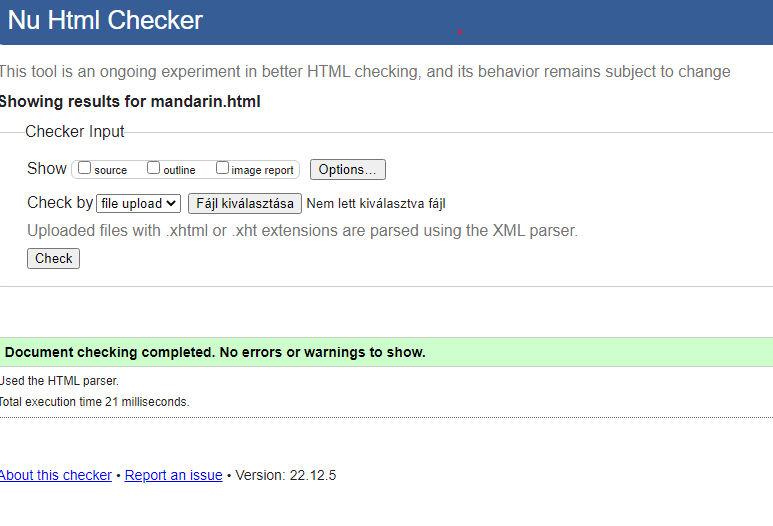 Nu Html Checker
This tool is an ongoing experiment in better HTML checking, and its behavior remains subject to change
Showing results for mandarin.html
Checker Input
Show source outline image report Options...
Check by file upload Fájl kiválasztása Nem lett kiválasztva fájl
Uploaded files with .xhtml or .xht extensions are parsed using the XML parser.
Check
Document checking completed. No errors or warnings to show.
Used the HTML parser.
Total execution time 21 milliseconds.
About this checker • Report an issue • Version: 22.12.5